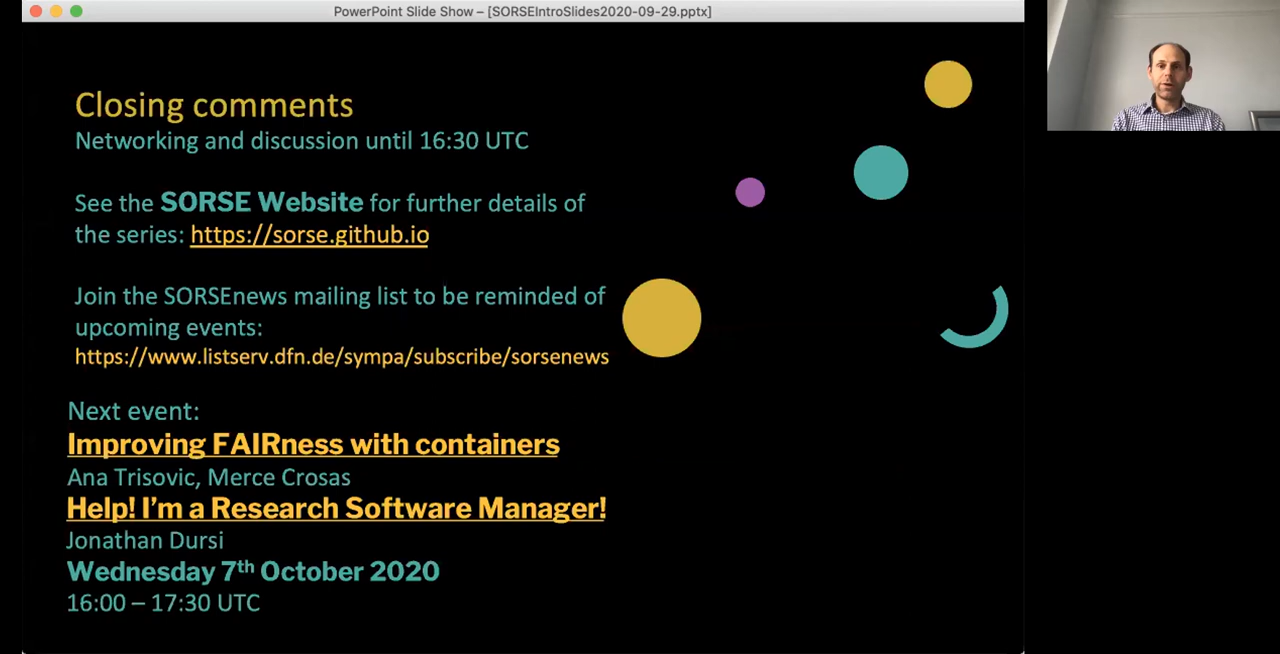 PowerPoint Slide Show – [SORSEIntroSlides2020-09-29.pptx]
Closing comments
Networking and discussion until 16:30 UTC
See the SORSE Website for further details of
the series: https://sorse.github.io
Join the SORSEnews mailing list to be reminded of
upcoming events:
https://www.listserv.dfn.de/sympa/subscribe/sorsenews
Next event:
Improving FAIRness with containers
Ana Trisovic, Merce Crosas
Help! I’m a Research Software Manager!
Jonathan Dursi
Wednesday 7th October 2020
16:00 – 17:30 UTC